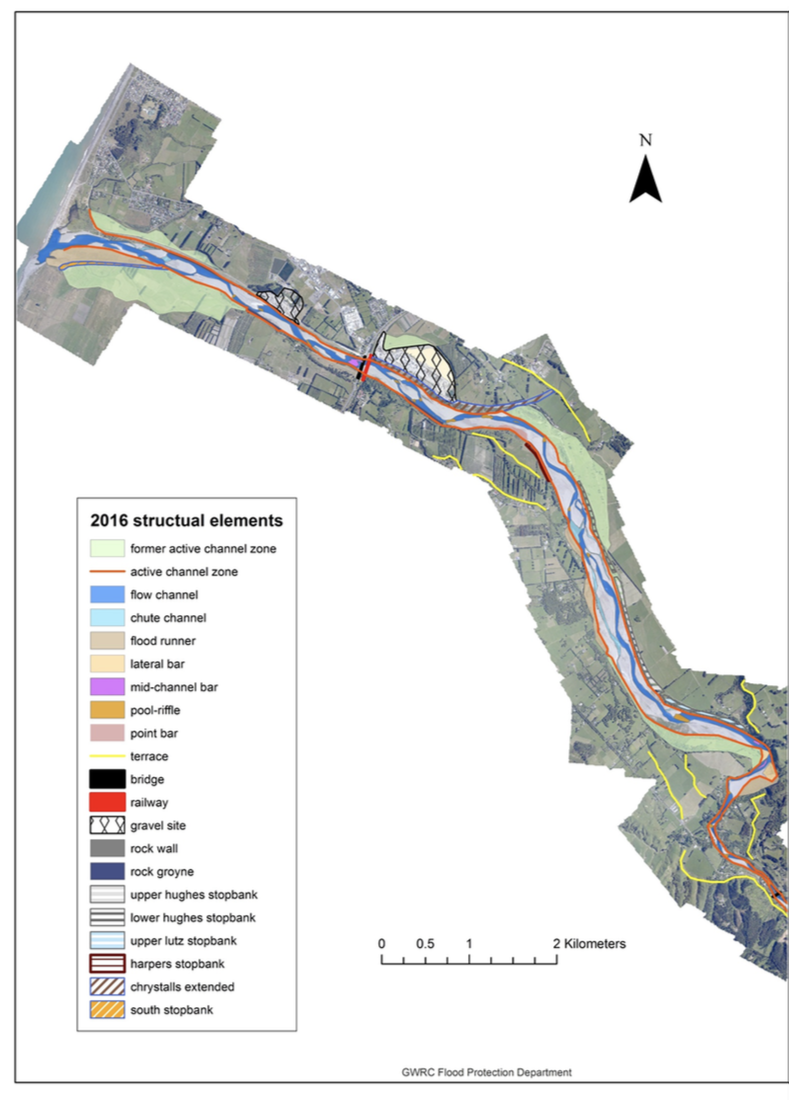 N
2016 structual elements
former active channel zone
active channel zone
flow channel
chute channel
flood runner
lateral bar
mid-channel bar
pool-riffle
point bar
terrace
bridge
railway
gravel site
rock wall
rock groyne
upper hughes stopbank
lower hughes stopbank
upper lutz stopbank
harpers stopbank
chrystalls extended
south stopbank
0 0.5 1 2 Kilometers
GWRC Flood Protection Department